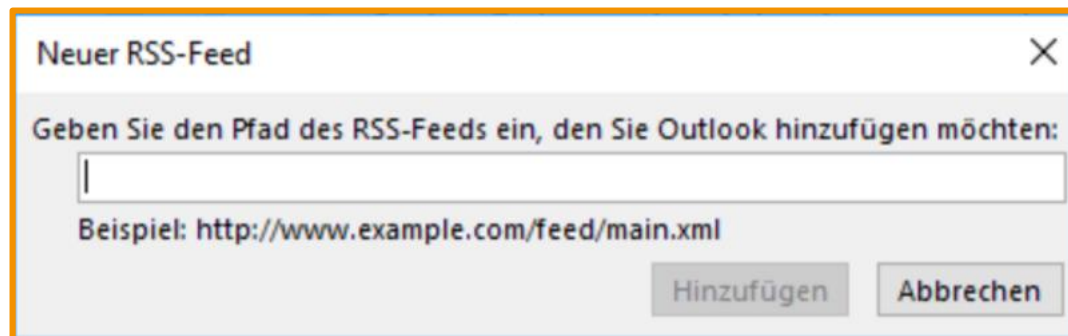 Neuer RSS-Feed
Geben Sie den Pfad des RSS-Feeds ein, den Sie Outlook hinzufügen möchten:
Beispiel: http://www.example.com/feed/main.xml
Hinzufügen Abbrechen